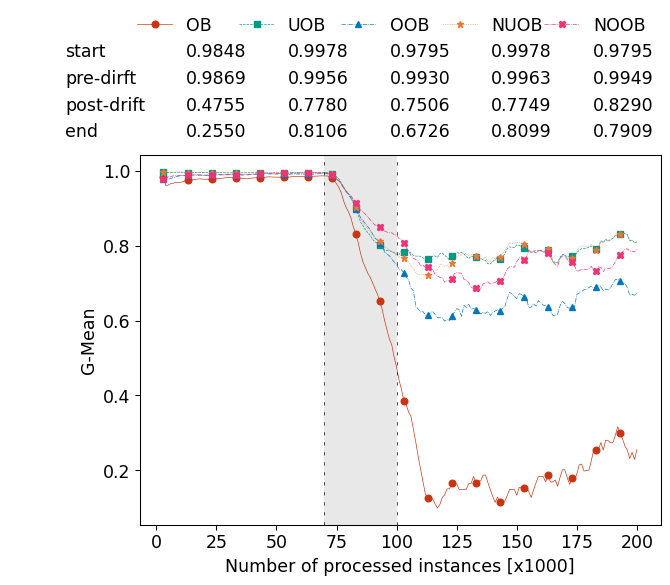 OB UOB OOB NUOB NOOB
start 0.9848 0.9978 0.9795 0.9978 0.9795
pre-dirft 0.9869 0.9956 0.9930 0.9963 0.9949
post-drift 0.4755 0.7780 0.7506 0.7749 0.8290
end 0.2550 0.8106 0.6726 0.8099 0.7909
1.0
0.8
0.6
0.4
0.2
G-Mean
0 25 50 75 100 125 150 175 200
Number of processed instances [x1000]